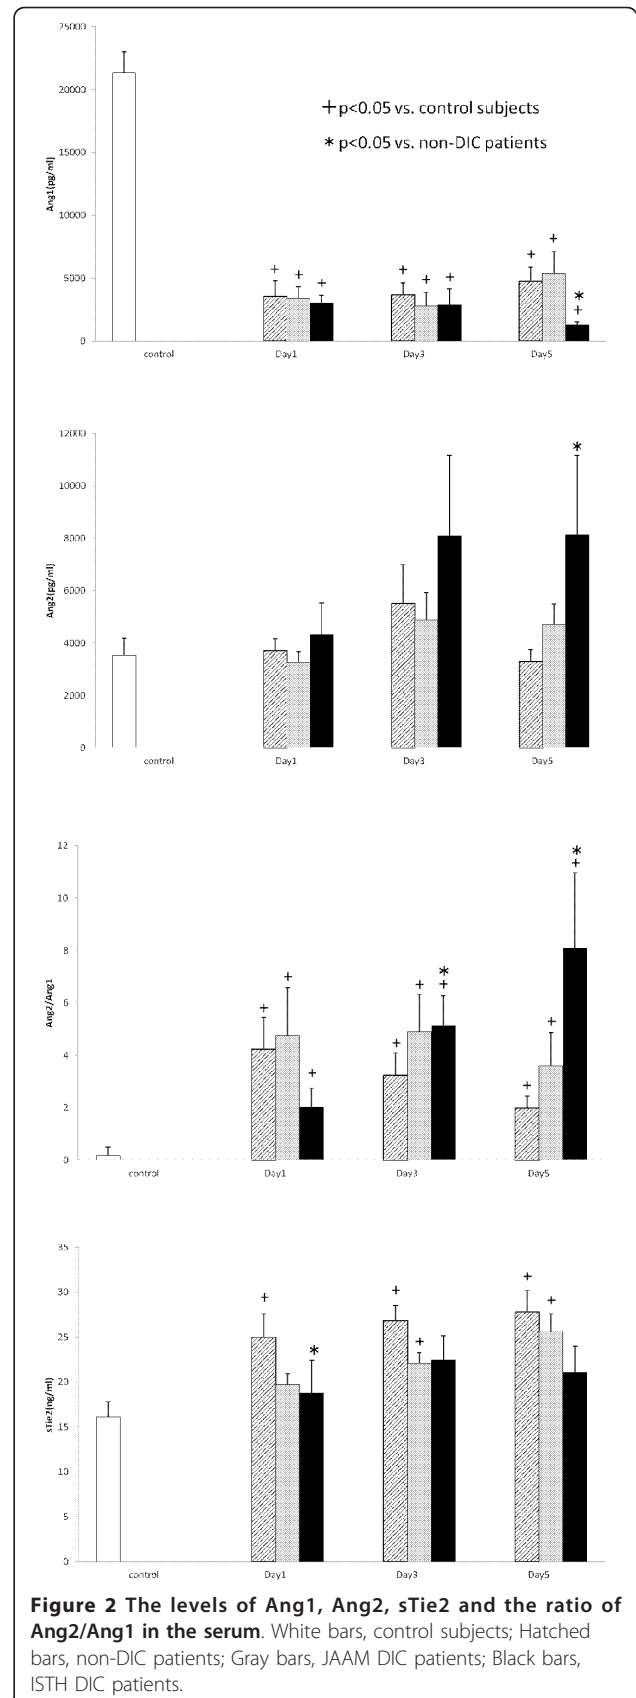 25000
20000
15000
10000
5000
0
Ang1(pg/ml)
+ p<0.05 vs. control subjects
* p<0.05 vs. non-DIC patients
+ + +
+ + +
+ + * +
control Day1 Day3 Day5
12000
10000
8000
6000
4000
2000
0
Ang2(pg/ml)
*
control Day1 Day3 Day5
12
10
8
6
4
2
0
Ang2/Ang1
+ + +
+ + * +
+ + * +
control Day1 Day3 Day5
35
30
25
20
15
10
5
0
sTie2(ng/ml)
+ *
+ +
+ +
control Day1 Day3 Day5
Figure 2 The levels of Ang1, Ang2, sTie2 and the ratio of
Ang2/Ang1 in the serum. White bars, control subjects; Hatched
bars, non-DIC patients; Gray bars, JAAM DIC patients; Black bars,
ISTH DIC patients.